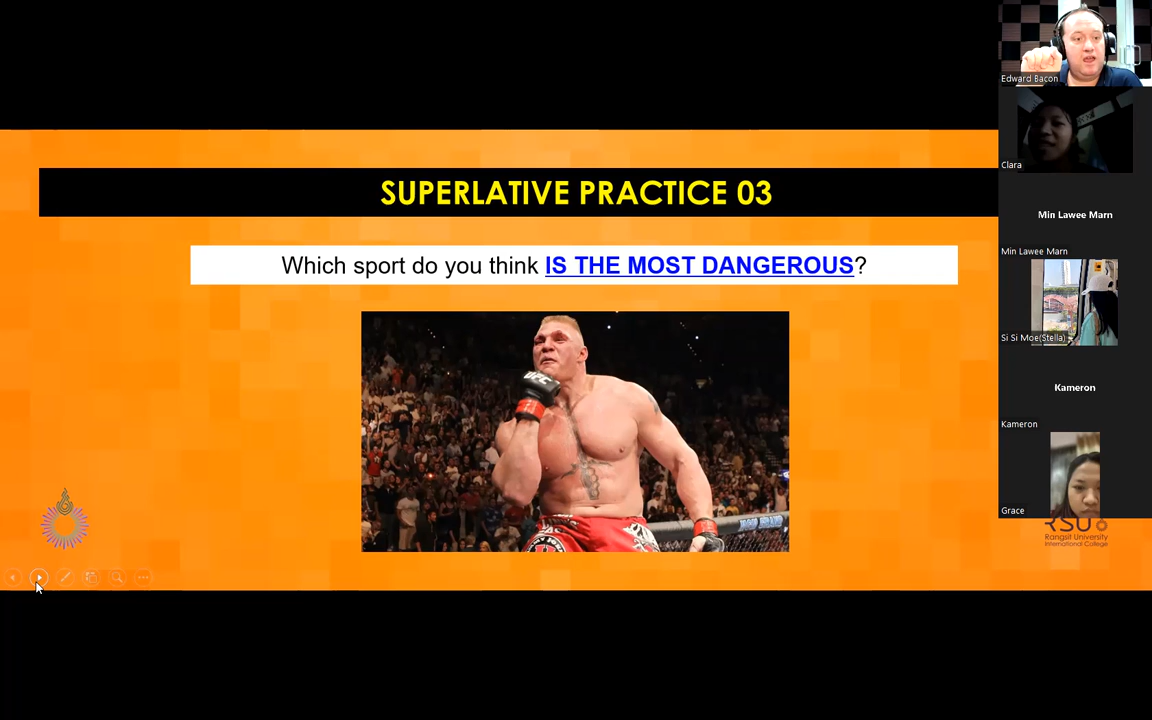 SUPERLATIVE PRACTICE 03
Which sport do you think IS THE MOST DANGEROUS?
UFC
RSU
Rangsit University
International College
Edward Bacon
Clara
Min Lawee Marn
Min Lawee Marn
Si Si Moe(Stella)
Kameron
Kameron
Grace